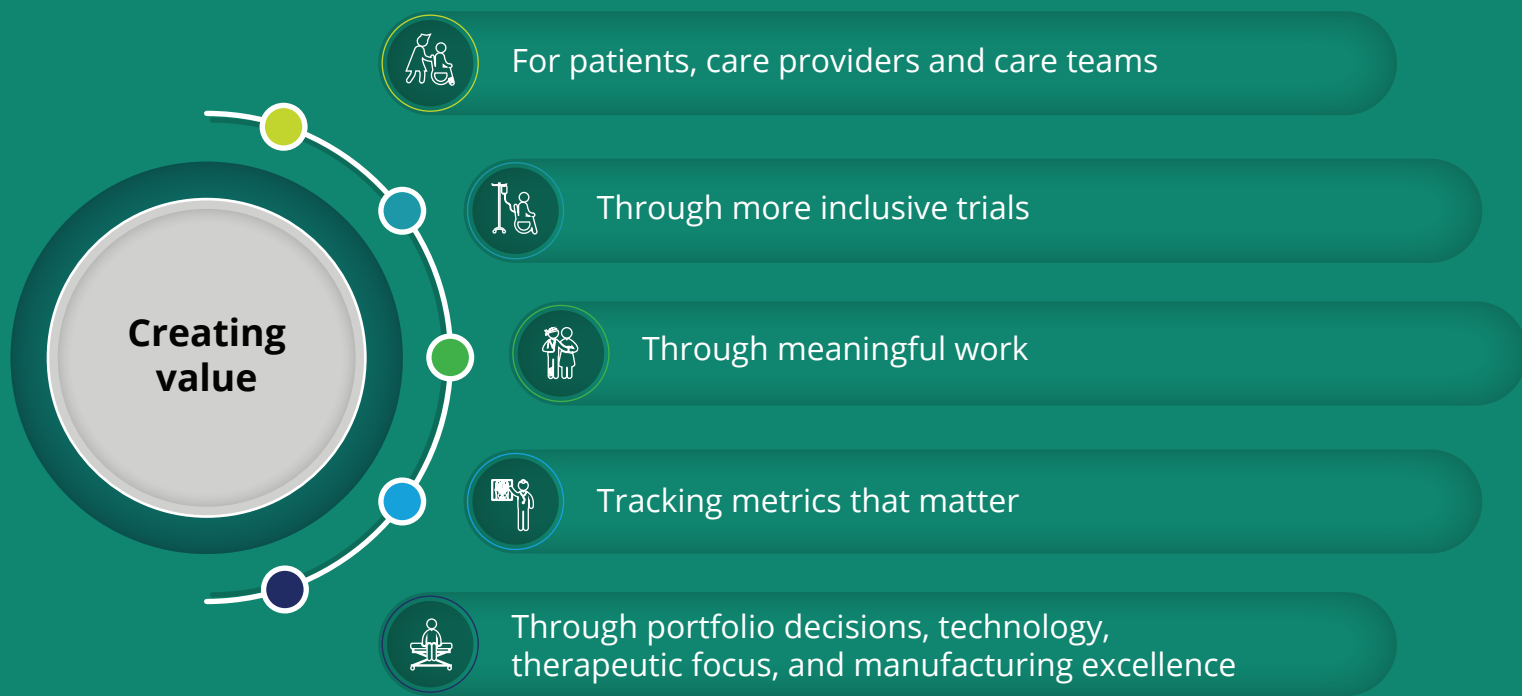 For patients, care providers and care teams
Through more inclusive trials
Creating
value
Through meaningful work
Tracking metrics that matter
Through portfolio decisions, technology,
therapeutic focus, and manufacturing excellence